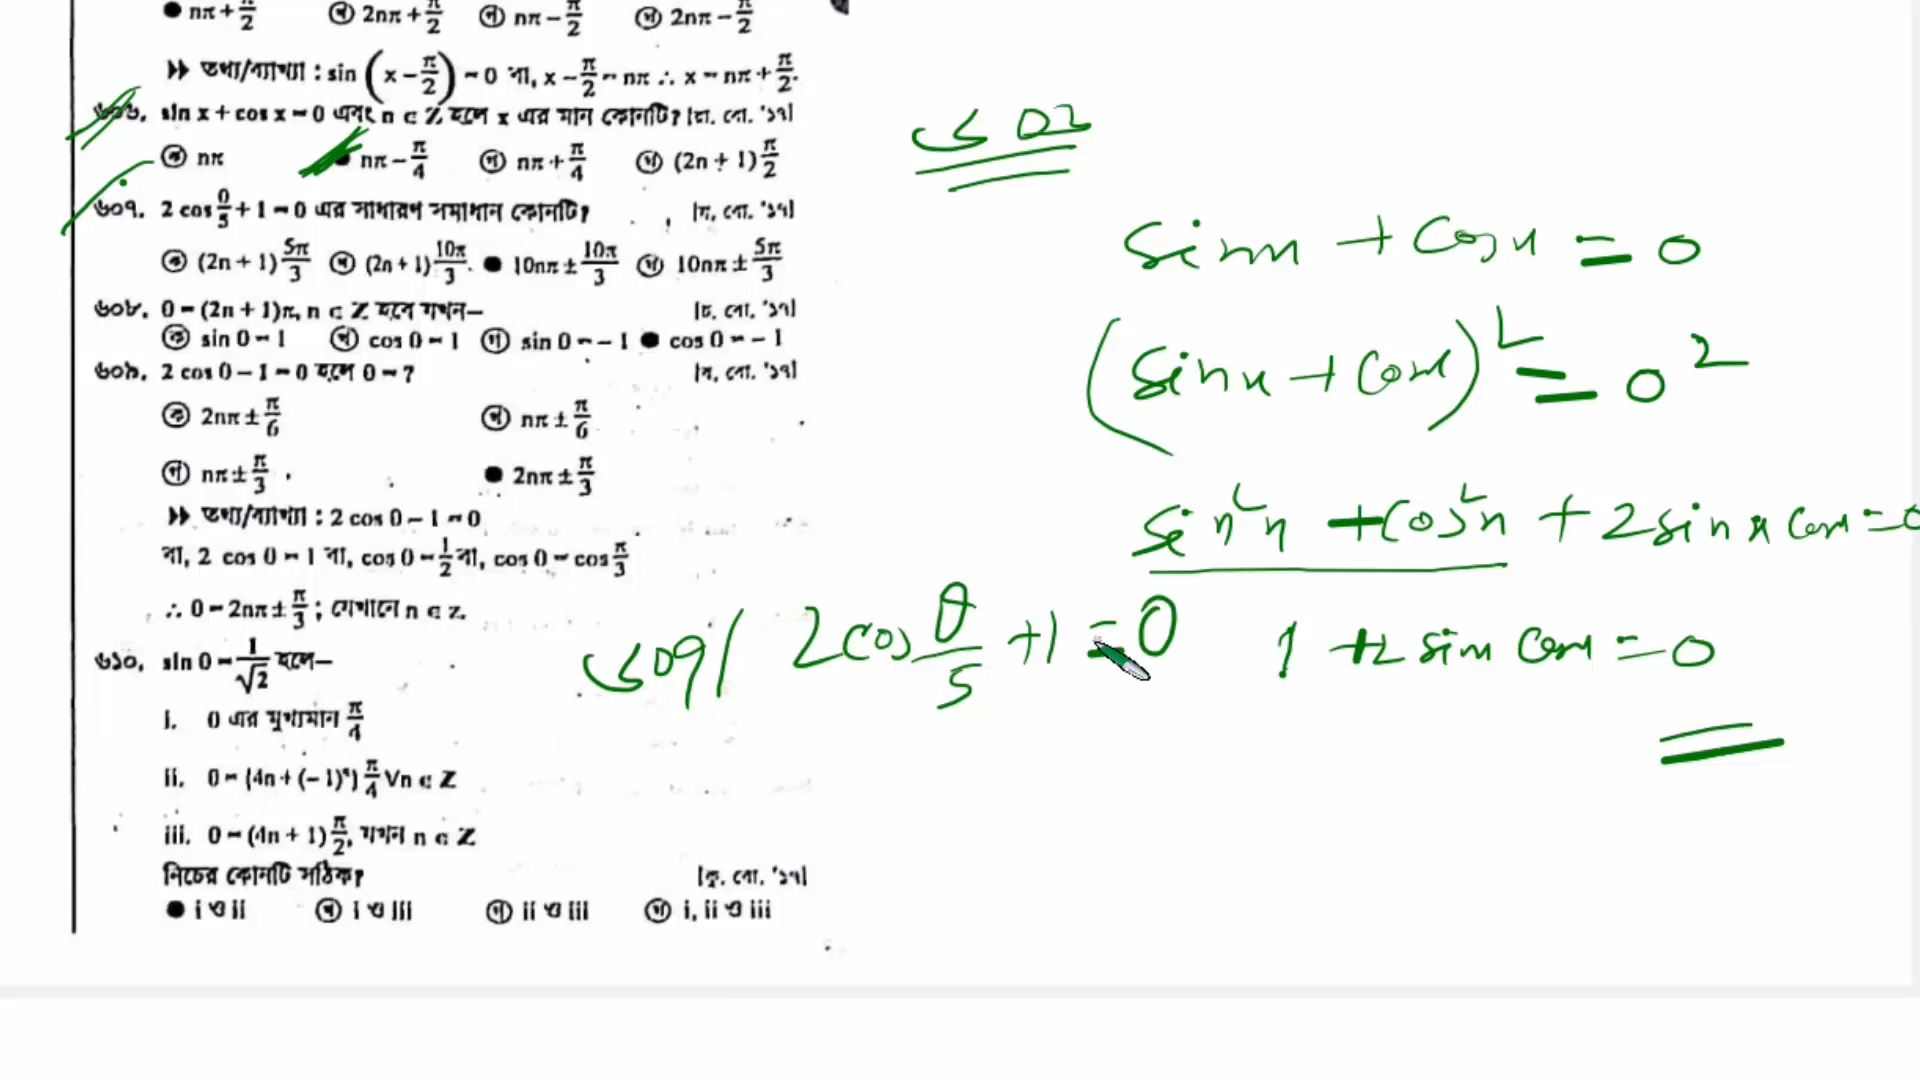 ● nπ + π/2 ⓐ 2nπ + π/2 ⓖ nπ − π/2 ⓗ 2nπ − π/2
▸▸ তথ্য/ব্যাখ্যা : sin (x − π/2) = 0 বা, x − π/2 = nπ ∴ x = nπ + π/2.
৬০৬. sin x + cos x = 0 এবং n ∈ Z হলে x এর মান কোনটি? [রা. বো. '১৭]
ⓚ nπ ● nπ − π/4 ⓖ nπ + π/4 ⓗ (2n + 1) π/2
৬০৭. 2 cos θ/5 + 1 = 0 এর সাধারণ সমাধান কোনটি? [দি. বো. '১৭]
ⓚ (2n + 1) 5π/3 ⓐ (2n + 1) 10π/3 ● 10nπ ± 10π/3 ⓗ 10nπ ± 5π/3
৬০৮. θ = (2n + 1)π, n ∈ Z হলে যখন— [চ. বো. '১৭]
ⓚ sin θ = 1 ⓐ cos θ = 1 ⓖ sin θ = − 1 ● cos θ = − 1
৬০৯. 2 cos θ − 1 = 0 হলে θ = ? [ব. বো. '১৭]
ⓚ 2nπ ± π/6 ⓐ nπ ± π/6
ⓖ nπ ± π/3 ● 2nπ ± π/3
▸▸ তথ্য/ব্যাখ্যা : 2 cos θ − 1 = 0
বা, 2 cos θ = 1 বা, cos θ = 1/2 বা, cos θ = cos π/3
∴ θ = 2nπ ± π/3 ; যেখানে n ∈ z.
৬১০. sin θ = 1/√2 হলে—
i. θ এর মুখ্যমান π/4
ii. θ = {4n + (− 1)ⁿ} π/4 ∀n ∈ Z
iii. θ = (4n + 1) π/2, যখন n ∈ Z
নিচের কোনটি সঠিক? [কু. বো. '১৭]
● i ও ii ⓐ i ও iii ⓖ ii ও iii ⓗ i, ii ও iii
sinx + cosx = 0
(sinx + cosx)² = 0²
sin²x + cos²x + 2sinx cosx = 0
1 + 2 sinx cosx = 0
৬০৭/ 2cos θ/5 + 1 = 0